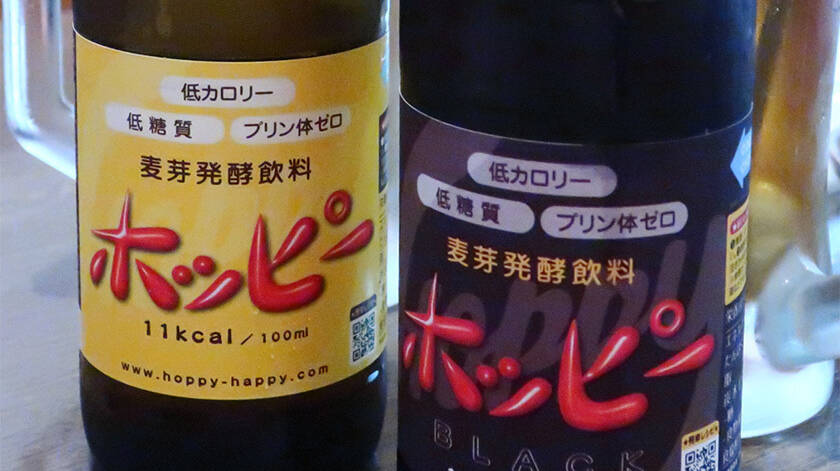 低カロリー
低糖質 プリン体ゼロ
麦芽発酵飲料
ホッピー
11kcal/100ml
www.hoppy-happy.com
低カロリー
低糖質 プリン体ゼロ
麦芽発酵飲料
Hoppy
ホッピー
BLACK